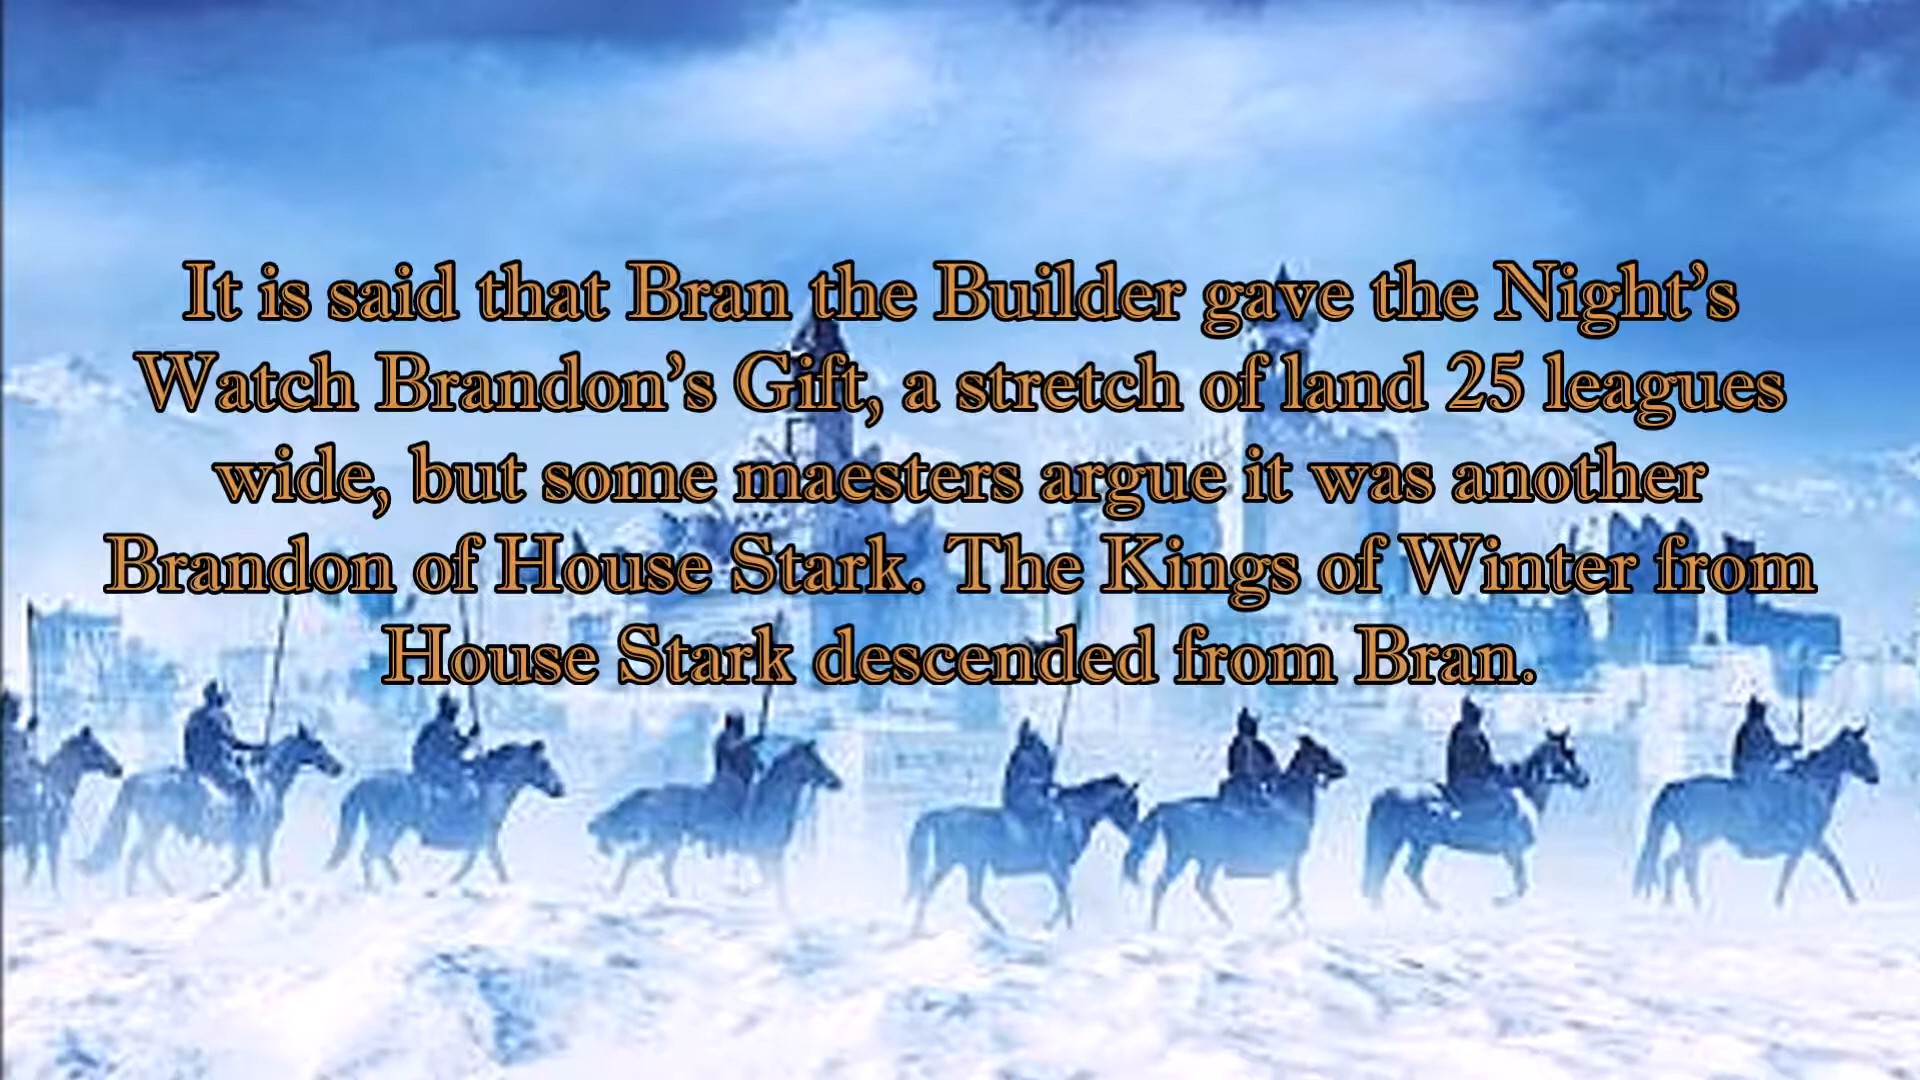 It is said that Bran the Builder gave the Night’s
Watch Brandon’s Gift, a stretch of land 25 leagues
wide, but some maesters argue it was another
Brandon of House Stark. The Kings of Winter from
House Stark descended from Bran.